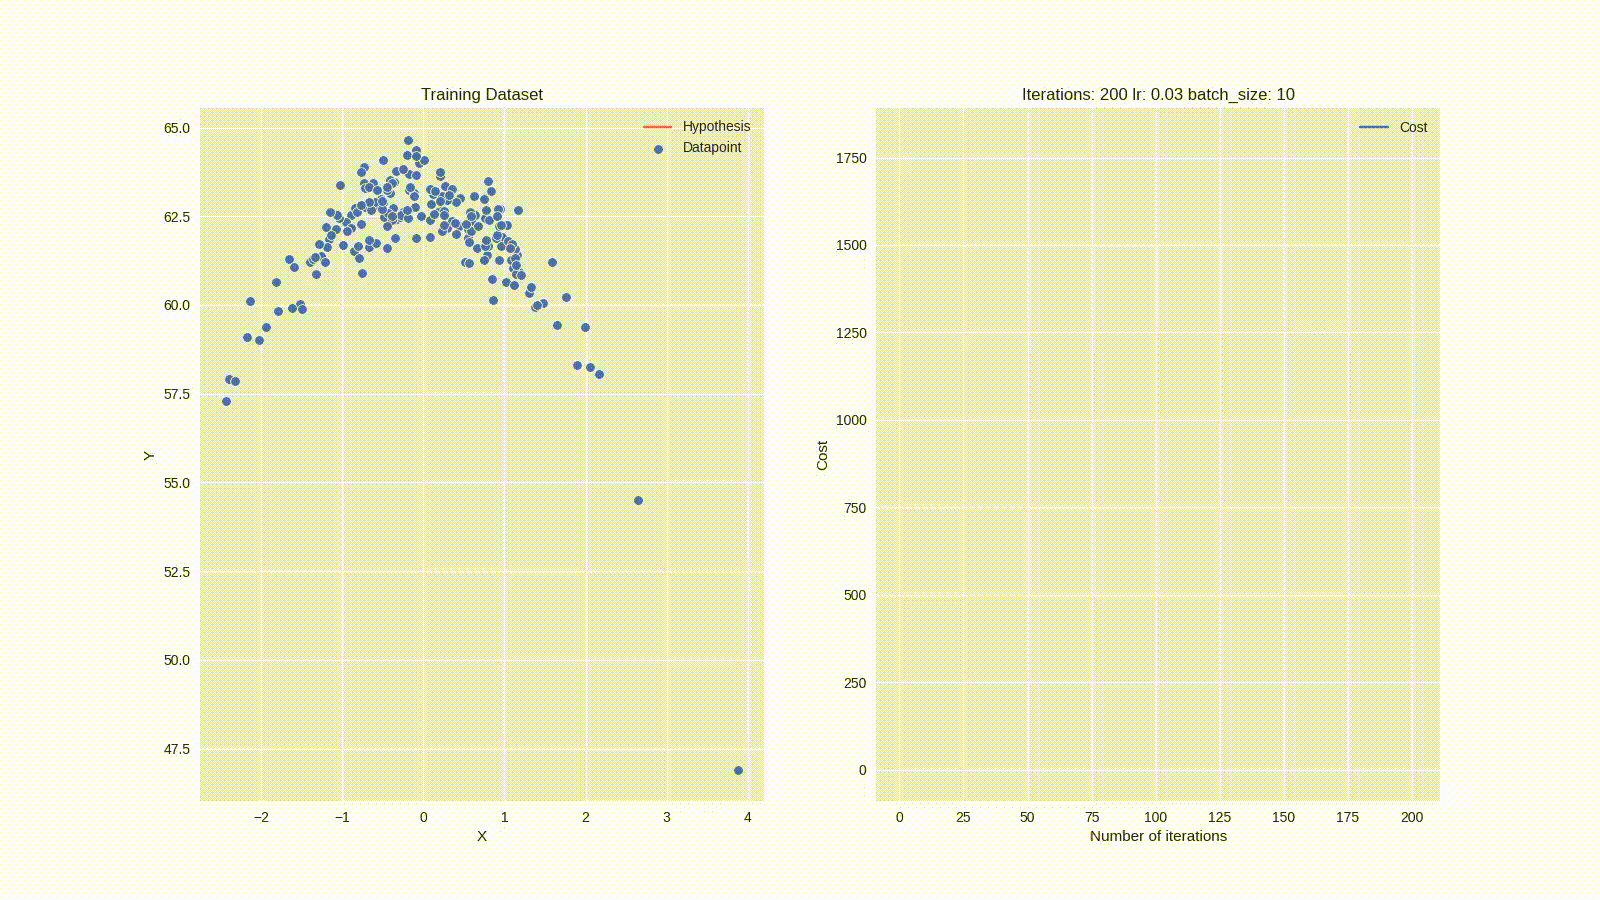 Training Dataset
Hypothesis
Datapoint
65.0
62.5
60.0
57.5
55.0
52.5
50.0
47.5
Y
−2 −1 0 1 2 3 4
X
Iterations: 200 lr: 0.03 batch_size: 10
Cost
1750
1500
1250
1000
750
500
250
0
Cost
0 25 50 75 100 125 150 175 200
Number of iterations